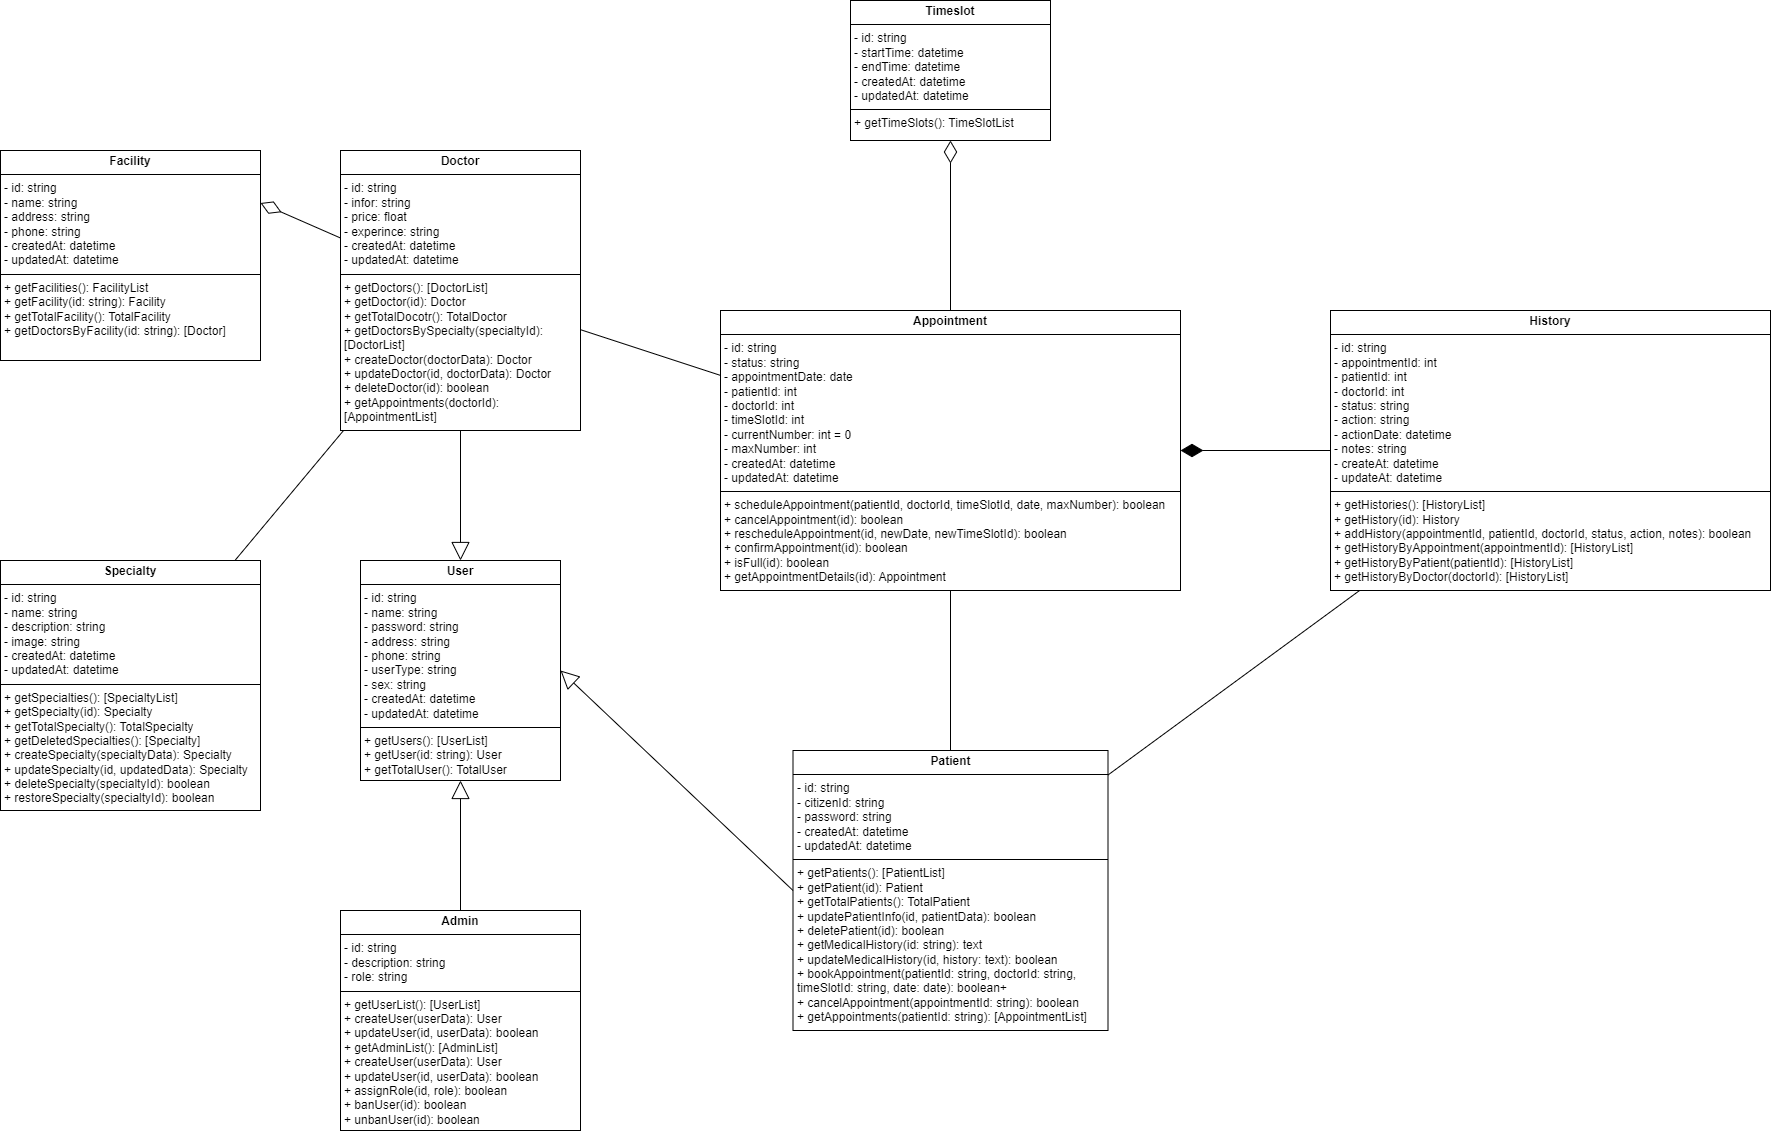 Timeslot
- id: string
- startTime: datetime
- endTime: datetime
- createdAt: datetime
- updatedAt: datetime
+ getTimeSlots(): TimeSlotList
Facility
- id: string
- name: string
- address: string
- phone: string
- createdAt: datetime
- updatedAt: datetime
+ getFacilities(): FacilityList
+ getFacility(id: string): Facility
+ getTotalFacility(): TotalFacility
+ getDoctorsByFacility(id: string): [Doctor]
Doctor
- id: string
- infor: string
- price: float
- experince: string
- createdAt: datetime
- updatedAt: datetime
+ getDoctors(): [DoctorList]
+ getDoctor(id): Doctor
+ getTotalDocotr(): TotalDoctor
+ getDoctorsBySpecialty(specialtyId):
[DoctorList]
+ createDoctor(doctorData): Doctor
+ updateDoctor(id, doctorData): Doctor
+ deleteDoctor(id): boolean
+ getAppointments(doctorId):
[AppointmentList]
Appointment
- id: string
- status: string
- appointmentDate: date
- patientId: int
- doctorId: int
- timeSlotId: int
- currentNumber: int = 0
- maxNumber: int
- createdAt: datetime
- updatedAt: datetime
+ scheduleAppointment(patientId, doctorId, timeSlotId, date, maxNumber): boolean
+ cancelAppointment(id): boolean
+ rescheduleAppointment(id, newDate, newTimeSlotId): boolean
+ confirmAppointment(id): boolean
+ isFull(id): boolean
+ getAppointmentDetails(id): Appointment
History
- id: string
- appointmentId: int
- patientId: int
- doctorId: int
- status: string
- action: string
- actionDate: datetime
- notes: string
- createAt: datetime
- updateAt: datetime
+ getHistories(): [HistoryList]
+ getHistory(id): History
+ addHistory(appointmentId, patientId, doctorId, status, action, notes): boolean
+ getHistoryByAppointment(appointmentId): [HistoryList]
+ getHistoryByPatient(patientId): [HistoryList]
+ getHistoryByDoctor(doctorId): [HistoryList]
Specialty
- id: string
- name: string
- description: string
- image: string
- createdAt: datetime
- updatedAt: datetime
+ getSpecialties(): [SpecialtyList]
+ getSpecialty(id): Specialty
+ getTotalSpecialty(): TotalSpecialty
+ getDeletedSpecialties(): [Specialty]
+ createSpecialty(specialtyData): Specialty
+ updateSpecialty(id, updatedData): Specialty
+ deleteSpecialty(specialtyId): boolean
+ restoreSpecialty(specialtyId): boolean
User
- id: string
- name: string
- password: string
- address: string
- phone: string
- userType: string
- sex: string
- createdAt: datetime
- updatedAt: datetime
+ getUsers(): [UserList]
+ getUser(id: string): User
+ getTotalUser(): TotalUser
Patient
- id: string
- citizenId: string
- password: string
- createdAt: datetime
- updatedAt: datetime
+ getPatients(): [PatientList]
+ getPatient(id): Patient
+ getTotalPatients(): TotalPatient
+ updatePatientInfo(id, patientData): boolean
+ deletePatient(id): boolean
+ getMedicalHistory(id: string): text
+ updateMedicalHistory(id, history: text): boolean
+ bookAppointment(patientId: string, doctorId: string,
timeSlotId: string, date: date): boolean+
+ cancelAppointment(appointmentId: string): boolean
+ getAppointments(patientId: string): [AppointmentList]
Admin
- id: string
- description: string
- role: string
+ getUserList(): [UserList]
+ createUser(userData): User
+ updateUser(id, userData): boolean
+ getAdminList(): [AdminList]
+ createUser(userData): User
+ updateUser(id, userData): boolean
+ assignRole(id, role): boolean
+ banUser(id): boolean
+ unbanUser(id): boolean